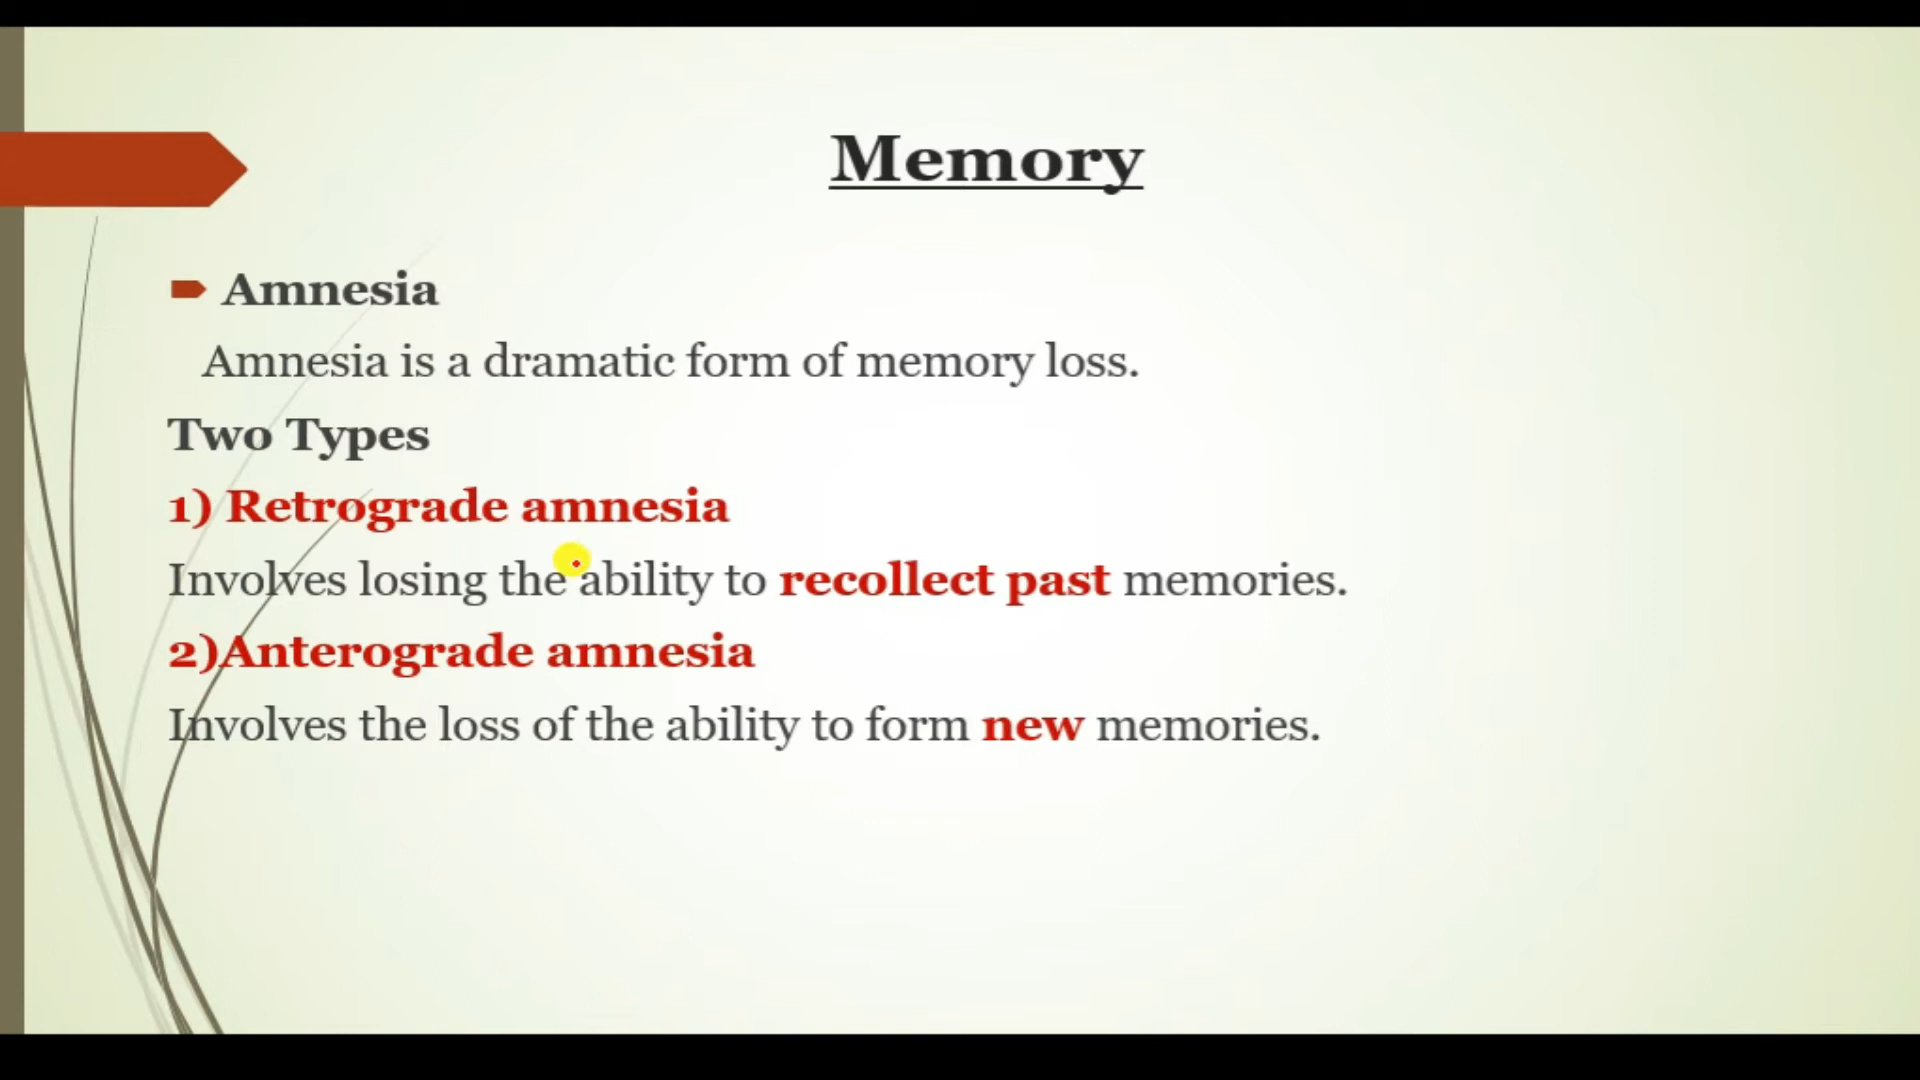 Memory
Amnesia
Amnesia is a dramatic form of memory loss.
Two Types
1) Retrograde amnesia
Involves losing the ability to recollect past memories.
2)Anterograde amnesia
Involves the loss of the ability to form new memories.